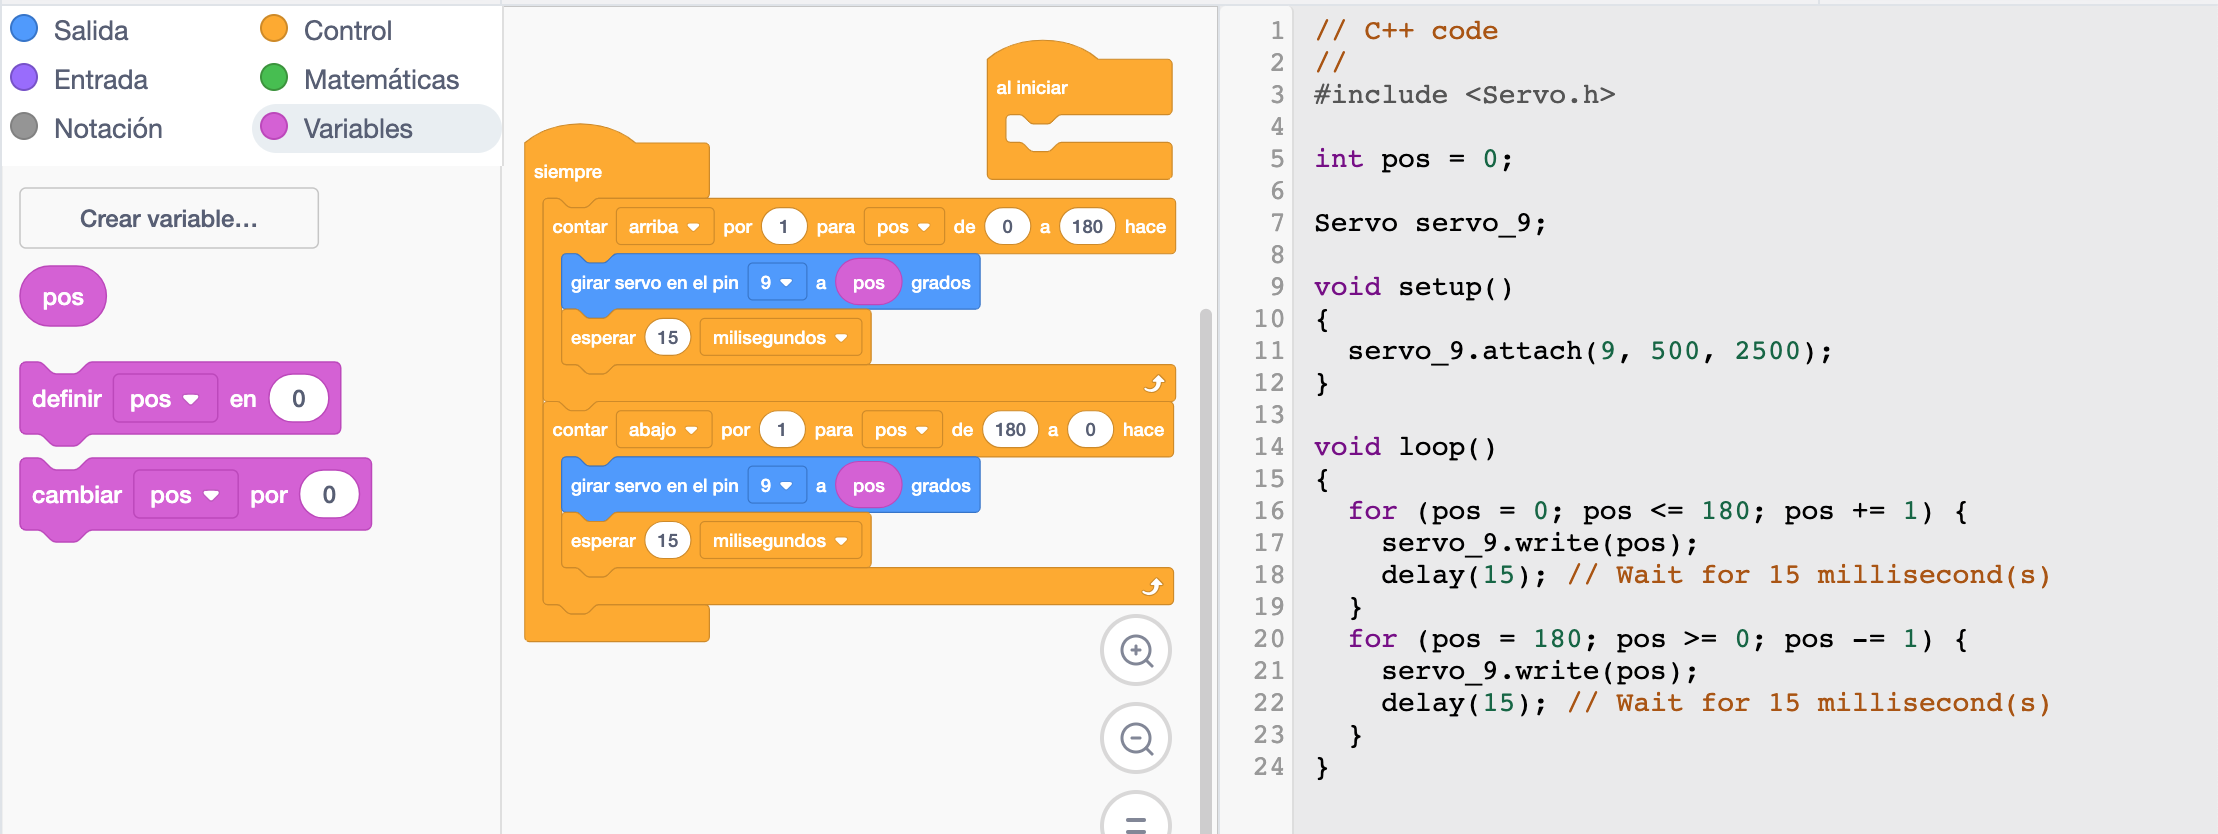 Salida
Control
Entrada
Matemáticas
Notación
Variables
Crear variable...
pos
definir pos en 0
cambiar pos por 0
al iniciar
siempre
contar arriba por 1 para pos de 0 a 180 hace
girar servo en el pin 9 a pos grados
esperar 15 milisegundos
contar abajo por 1 para pos de 180 a 0 hace
girar servo en el pin 9 a pos grados
esperar 15 milisegundos
1 // C++ code
2 //
3 #include <Servo.h>
4
5 int pos = 0;
6
7 Servo servo_9;
8
9 void setup()
10 {
11   servo_9.attach(9, 500, 2500);
12 }
13
14 void loop()
15 {
16   for (pos = 0; pos <= 180; pos += 1) {
17     servo_9.write(pos);
18     delay(15); // Wait for 15 millisecond(s)
19   }
20   for (pos = 180; pos >= 0; pos -= 1) {
21     servo_9.write(pos);
22     delay(15); // Wait for 15 millisecond(s)
23   }
24 }